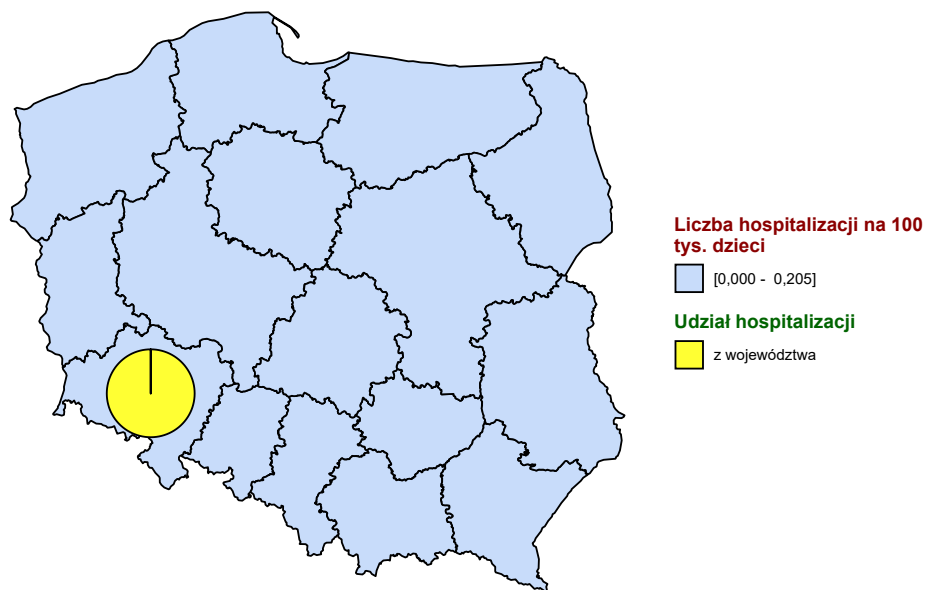 Liczba hospitalizacji na 100
tys. dzieci
[0,000 - 0,205]
Udział hospitalizacji
z województwa